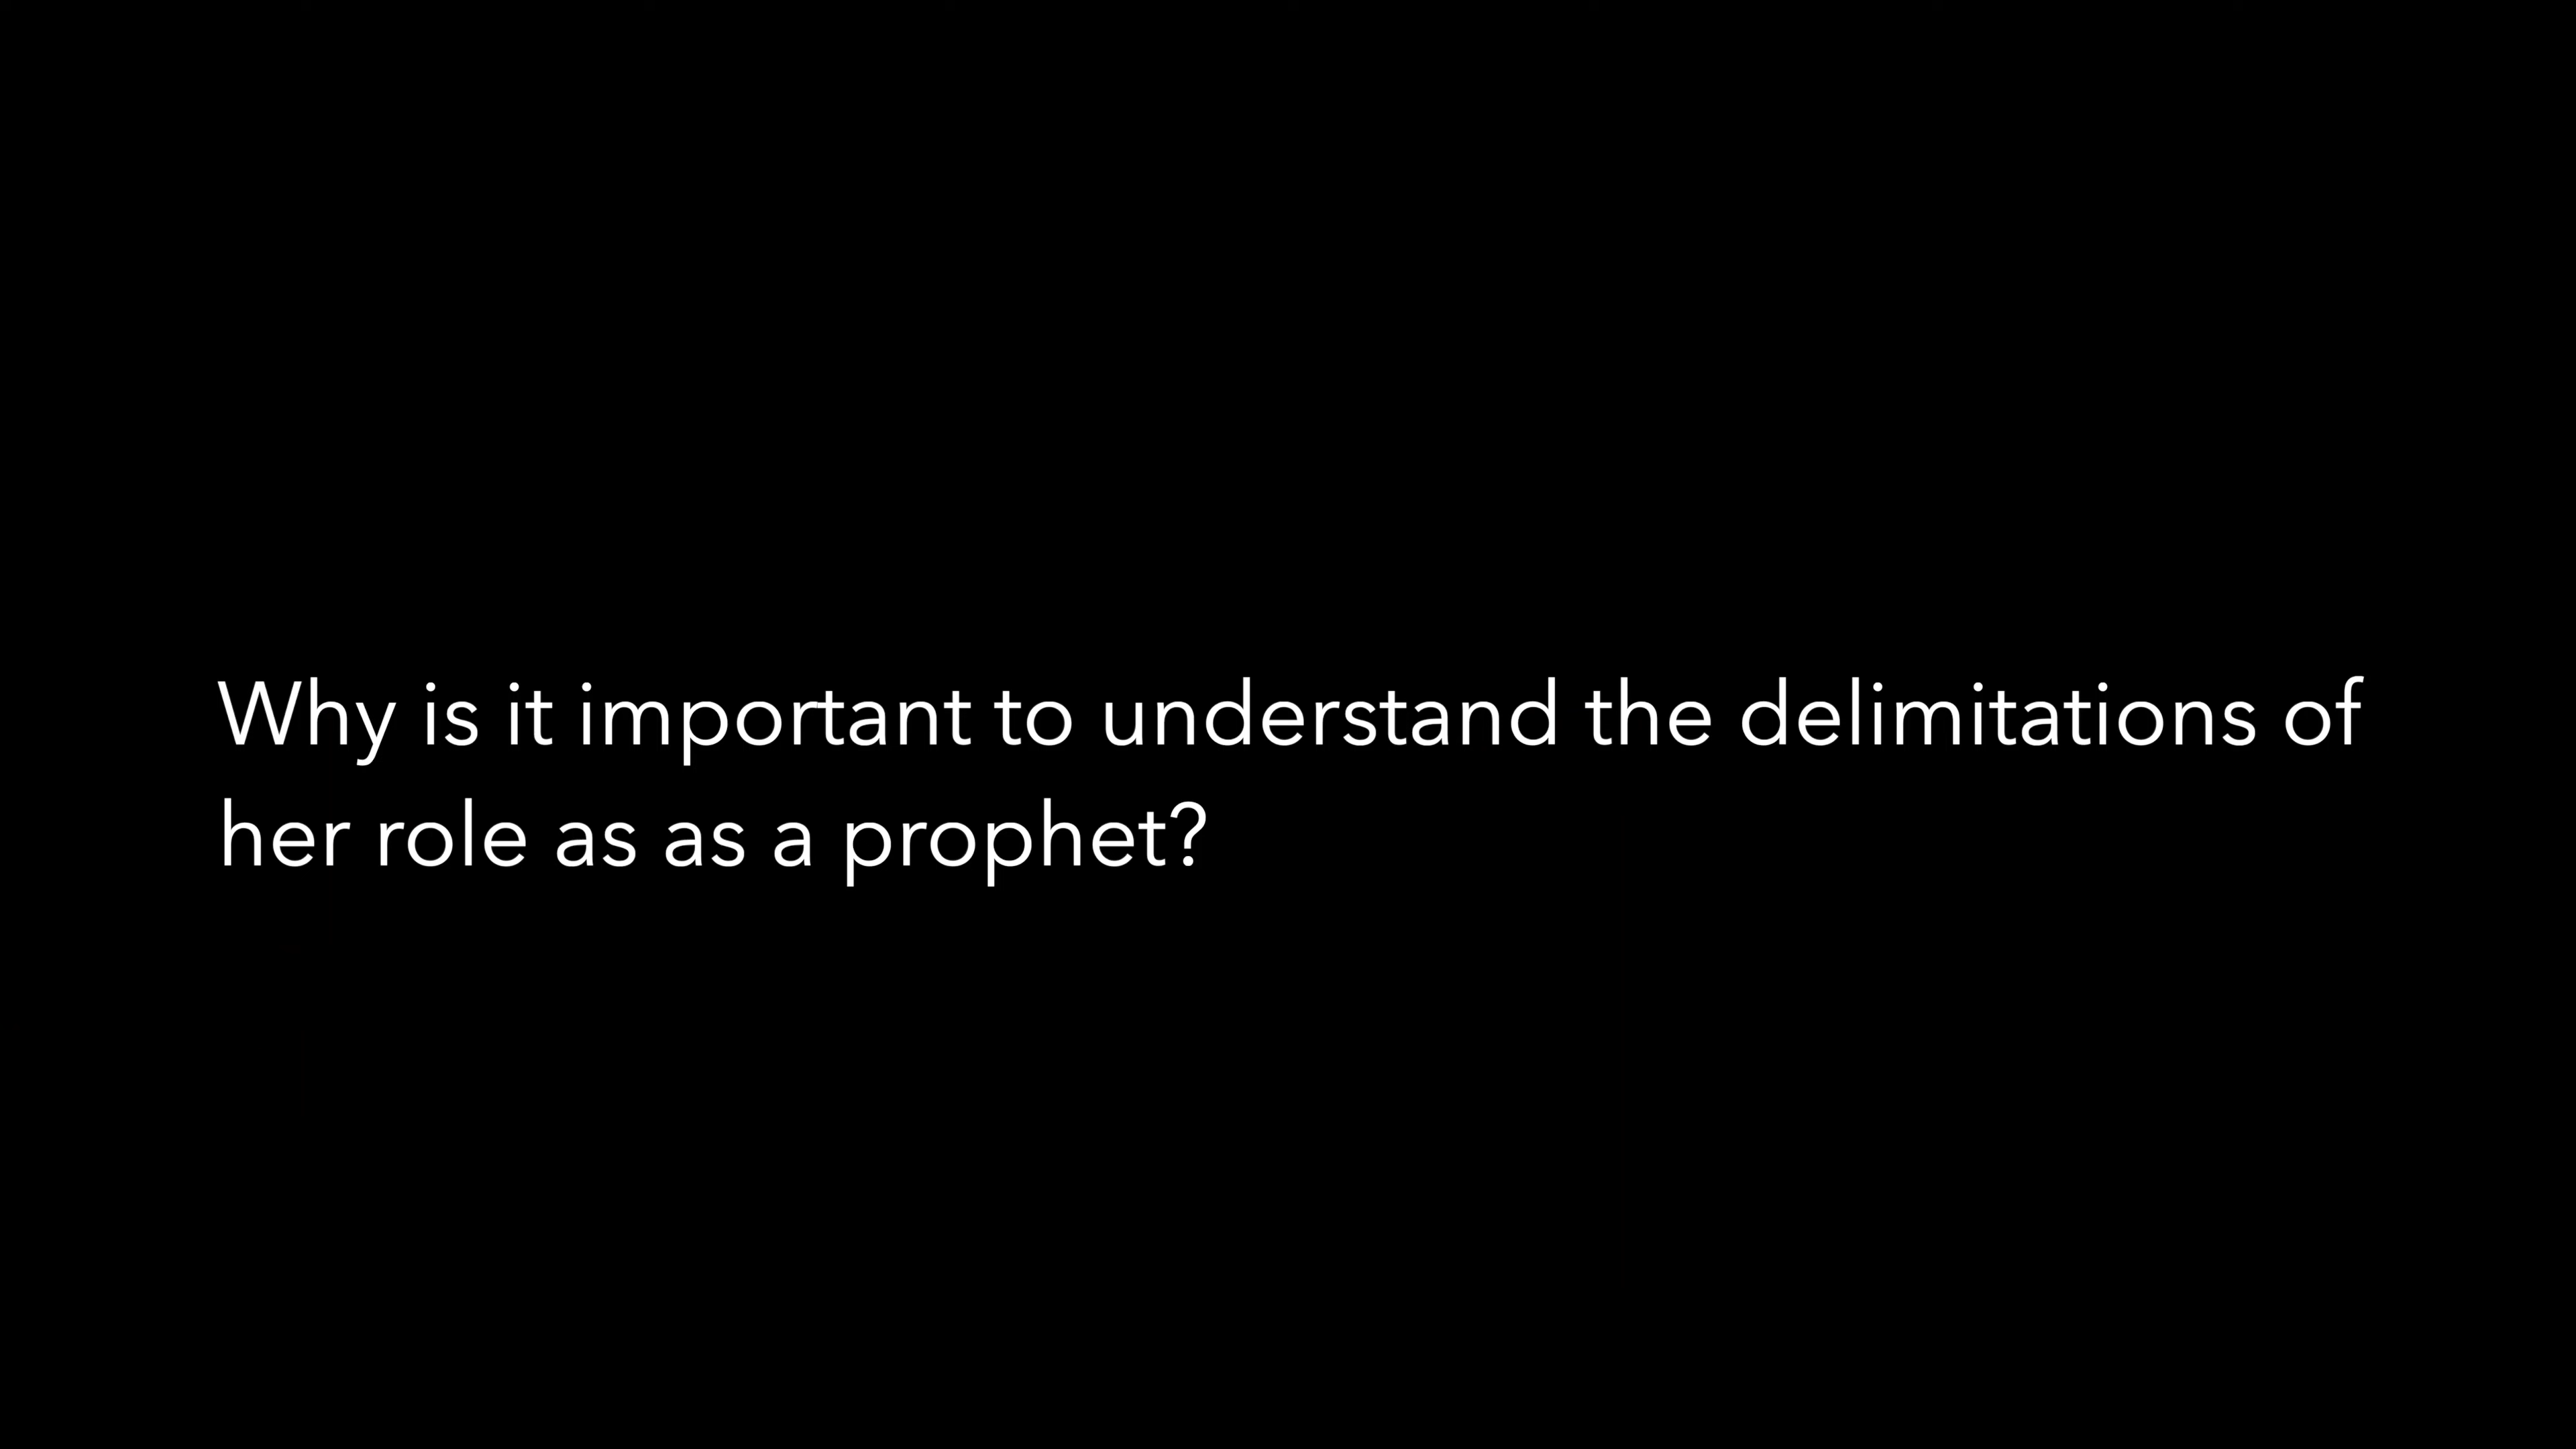 Why is it important to understand the delimitations of
her role as as a prophet?